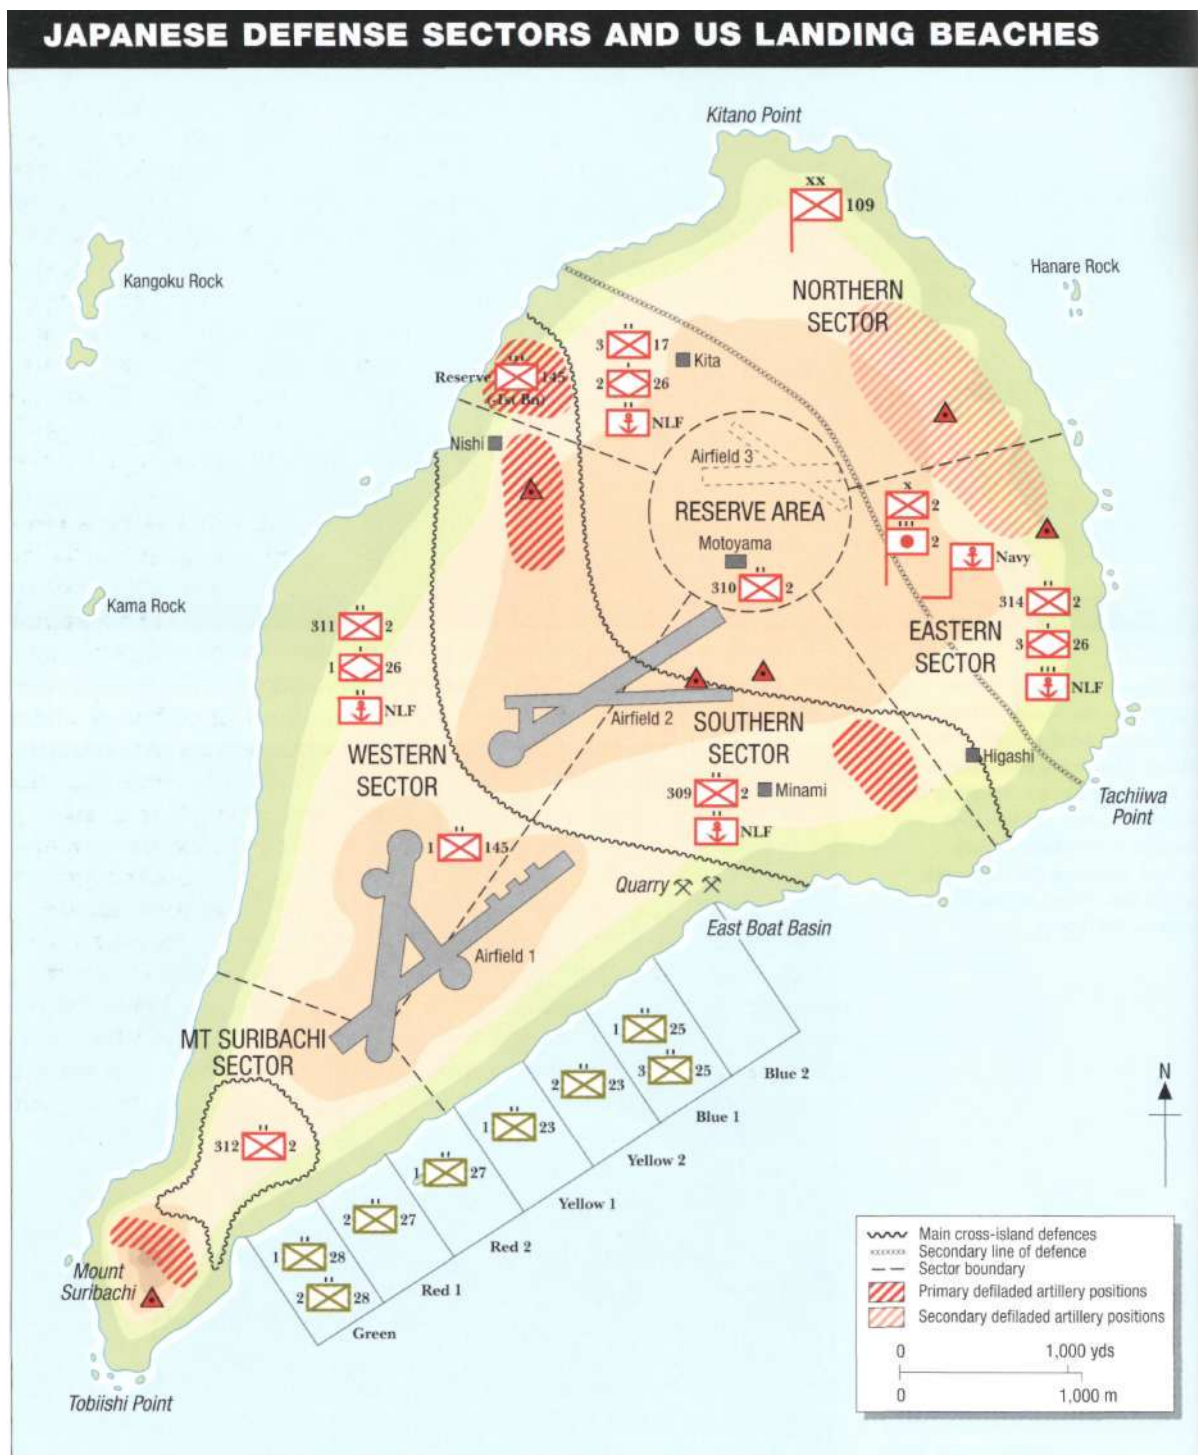 JAPANESE DEFENSE SECTORS AND US LANDING BEACHES
Kitano Point
xx
109
Kangoku Rock
Hanare Rock
NORTHERN
SECTOR
3 17
Kita
Reserve 145
(-1st Bn)
2 26
NLF
Nishi
Airfield 3
RESERVE AREA
x
2
III
2
Motoyama
Navy
310 2
Kama Rock
311 2
314 2
1 26
EASTERN
SECTOR
3 26
NLF
NLF
Airfield 2
SOUTHERN
SECTOR
WESTERN
SECTOR
Higashi
309 2
Minami
Tachiiwa
Point
NLF
1 145
Quarry
East Boat Basin
Airfield 1
MT SURIBACHI
SECTOR
1 25
3 25
Blue 2
2 23
Blue 1
1 23
Yellow 2
N
312 2
1 27
Yellow 1
2 27
Red 2
1 28
Red 1
2 28
Green
Mount
Suribachi
Tobiishi Point
Main cross-island defences
Secondary line of defence
Sector boundary
Primary defiladed artillery positions
Secondary defiladed artillery positions
0 1,000 yds
0 1,000 m